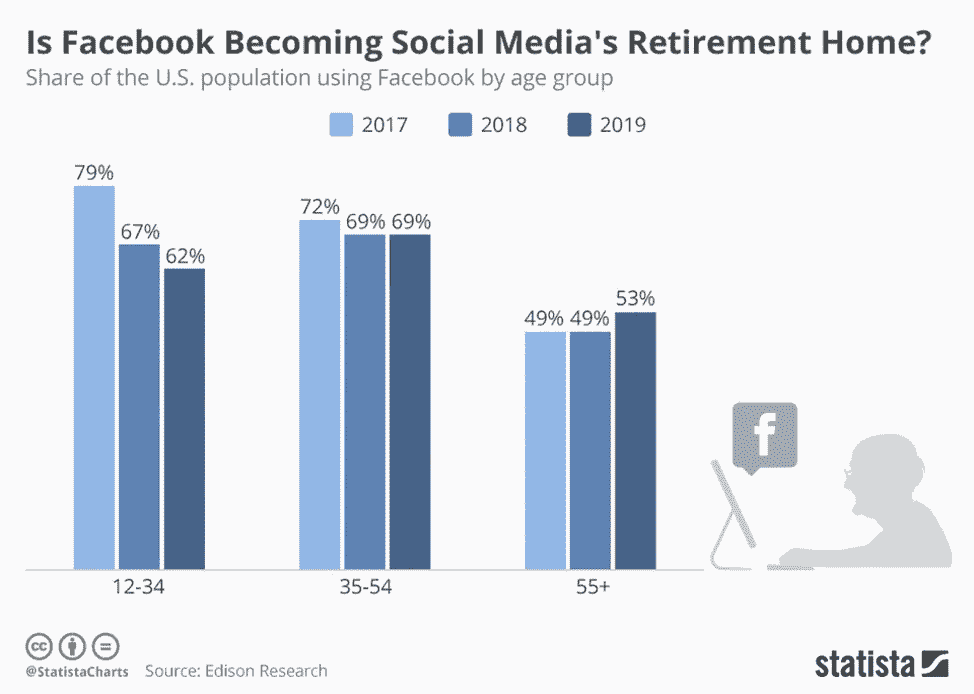 Is Facebook Becoming Social Media's Retirement Home?
Share of the U.S. population using Facebook by age group
2017 2018 2019
79%
67%
62%
72%
69% 69%
49% 49%
53%
f
12-34 35-54 55+
cc
@StatistaCharts Source: Edison Research
statista